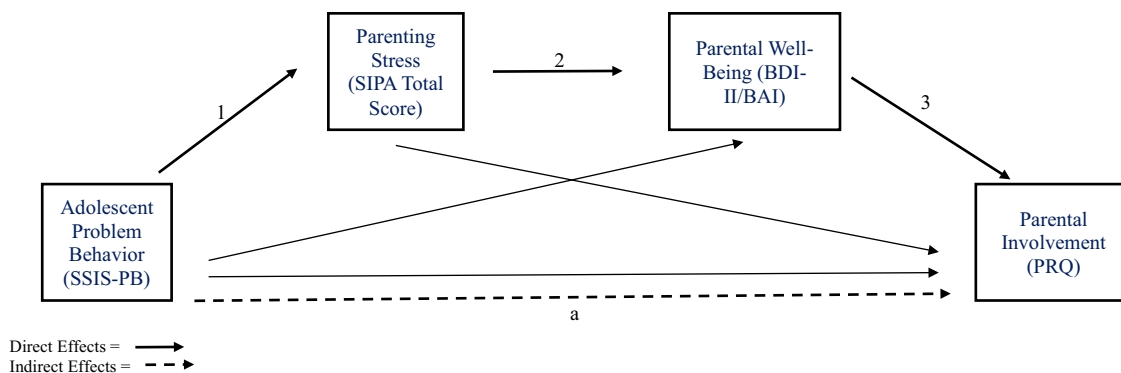 Parenting
Stress
(SIPA Total
Score)
2
Parental Well-
Being (BDI-
II/BAI)
1
3
Adolescent
Problem
Behavior
(SSIS-PB)
Parental
Involvement
(PRQ)
a
Direct Effects =
Indirect Effects =